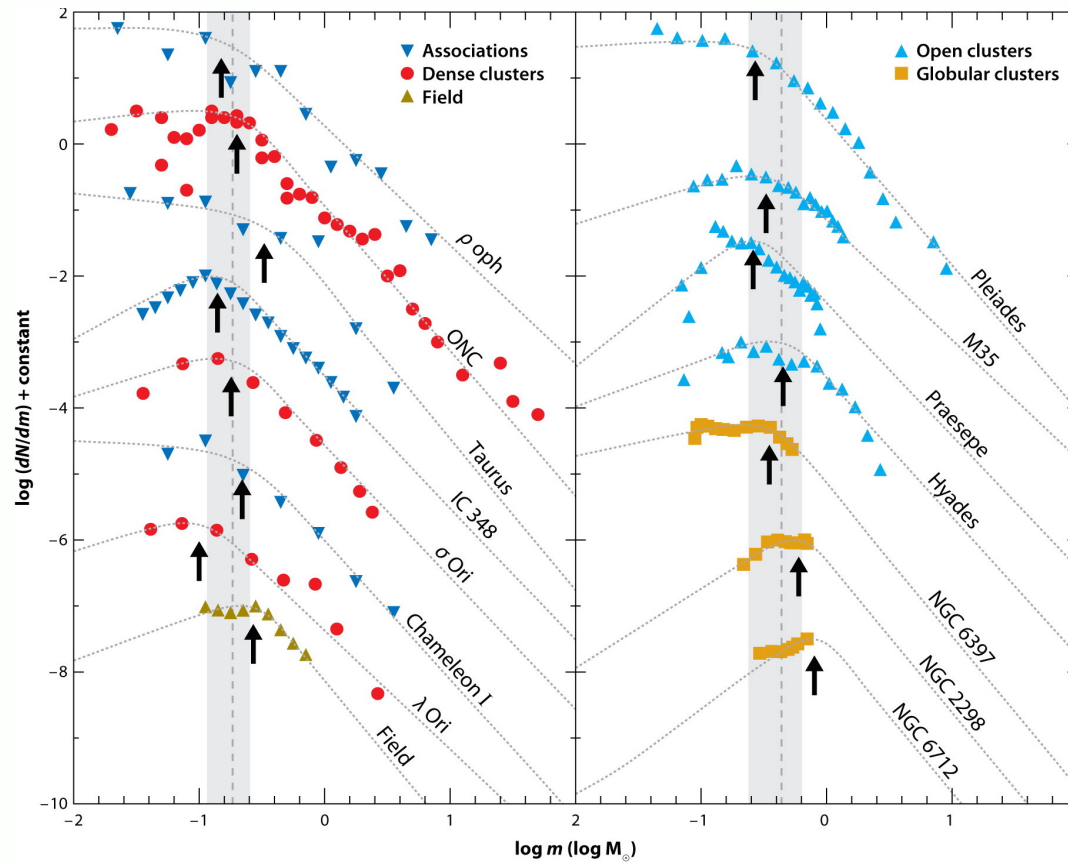 2
0
−2
−4
−6
−8
−10
log (dN/dm) + constant
Associations
Dense clusters
Field
ρ oph
ONC
Taurus
IC 348
σ Ori
Chameleon I
λ Ori
Field
Open clusters
Globular clusters
Pleiades
M35
Praesepe
Hyades
NGC 6397
NGC 2298
NGC 6712
−2 −1 0 1 2 −1 0 1
log m (log M☉)